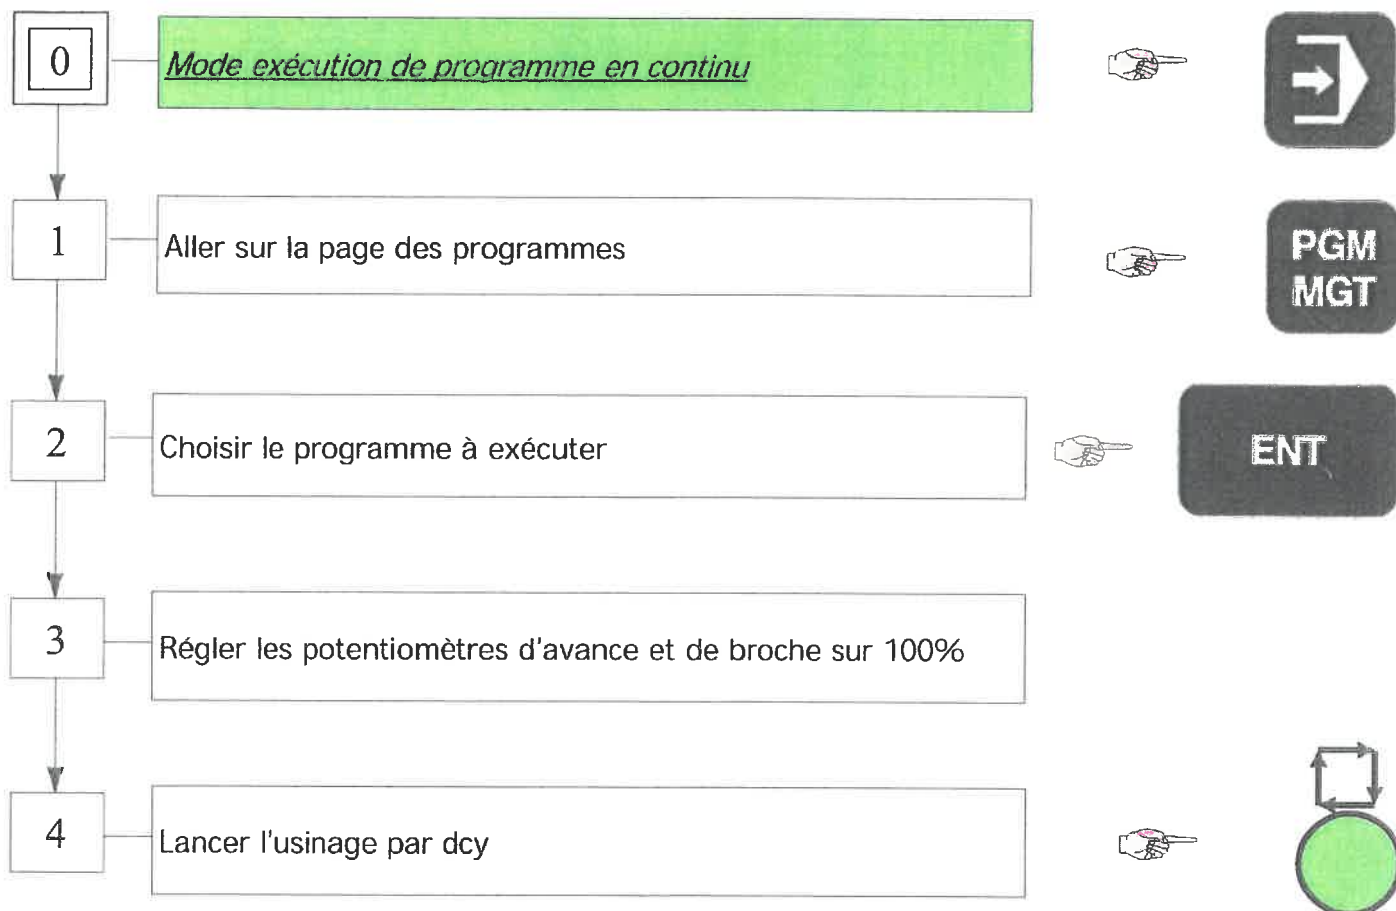 0
Mode exécution de programme en continu
1
Aller sur la page des programmes
PGM
MGT
2
Choisir le programme à exécuter
ENT
3
Régler les potentiomètres d'avance et de broche sur 100%
4
Lancer l'usinage par dcy